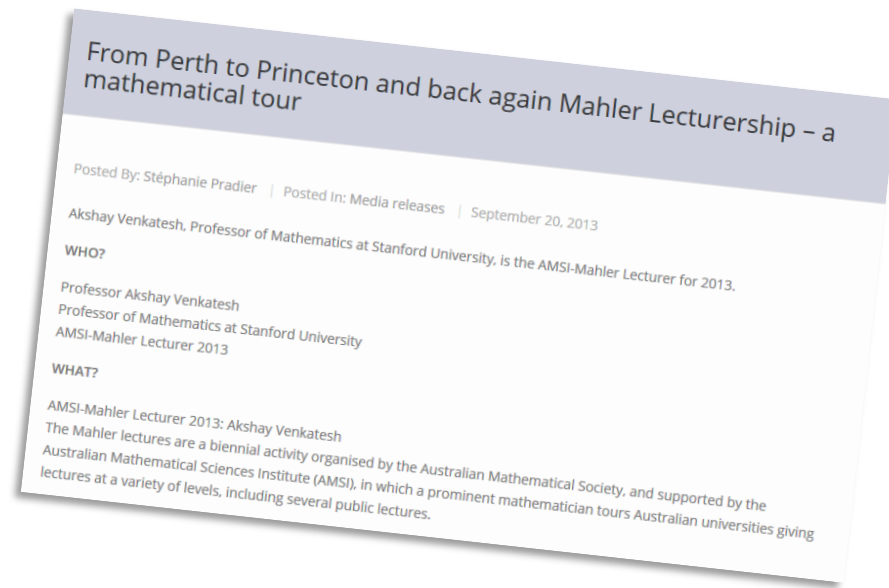 From Perth to Princeton and back again Mahler Lecturership – a
mathematical tour
Posted By: Stéphanie Pradier | Posted In: Media releases | September 20, 2013
Akshay Venkatesh, Professor of Mathematics at Stanford University, is the AMSI-Mahler Lecturer for 2013.
WHO?
Professor Akshay Venkatesh
Professor of Mathematics at Stanford University
AMSI-Mahler Lecturer 2013
WHAT?
AMSI-Mahler Lecturer 2013: Akshay Venkatesh
The Mahler lectures are a biennial activity organised by the Australian Mathematical Society, and supported by the
Australian Mathematical Sciences Institute (AMSI), in which a prominent mathematician tours Australian universities giving
lectures at a variety of levels, including several public lectures.